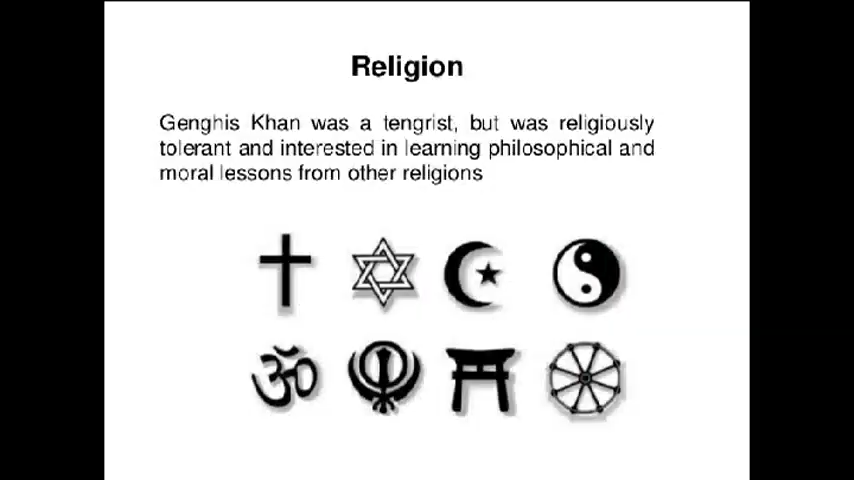 Religion
Genghis Khan was a tengrist, but was religiously
tolerant and interested in learning philosophical and
moral lessons from other religions